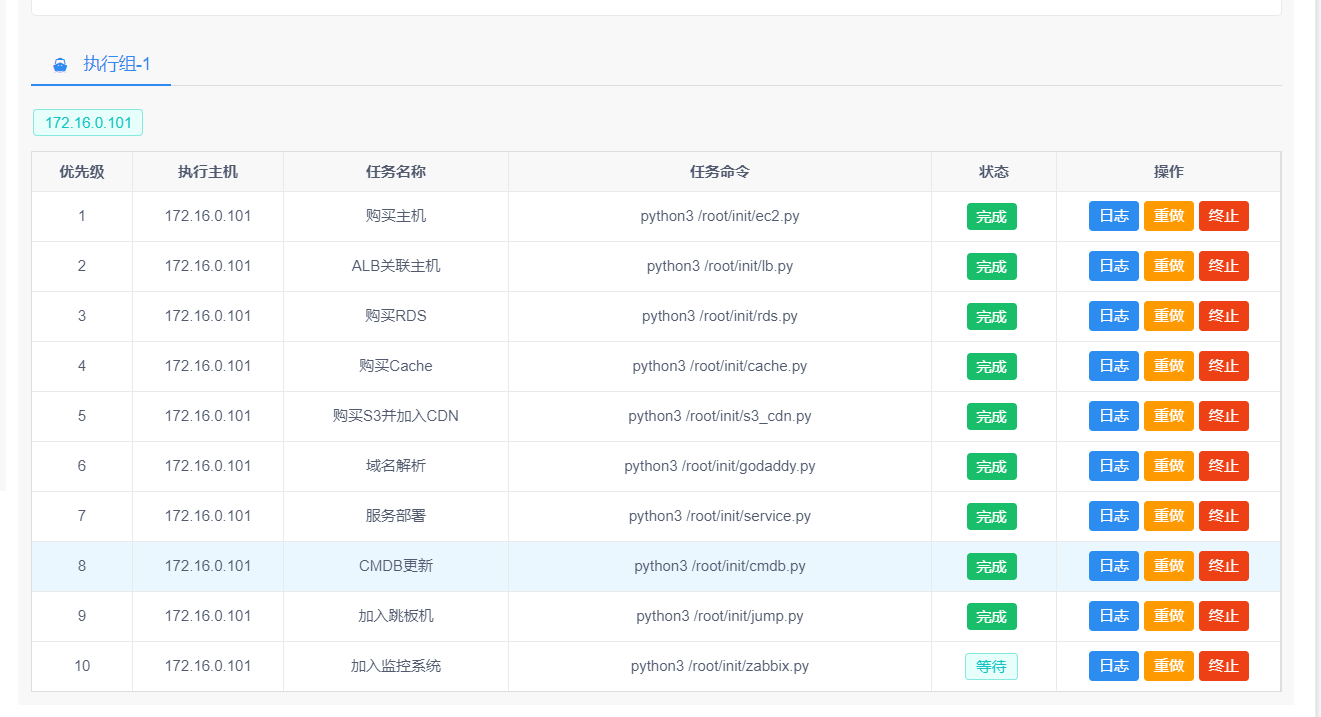 执行组-1
172.16.0.101
优先级 执行主机 任务名称 任务命令 状态 操作
1 172.16.0.101 购买主机 python3 /root/init/ec2.py 完成 日志 重做 终止
2 172.16.0.101 ALB关联主机 python3 /root/init/lb.py 完成 日志 重做 终止
3 172.16.0.101 购买RDS python3 /root/init/rds.py 完成 日志 重做 终止
4 172.16.0.101 购买Cache python3 /root/init/cache.py 完成 日志 重做 终止
5 172.16.0.101 购买S3并加入CDN python3 /root/init/s3_cdn.py 完成 日志 重做 终止
6 172.16.0.101 域名解析 python3 /root/init/godaddy.py 完成 日志 重做 终止
7 172.16.0.101 服务部署 python3 /root/init/service.py 完成 日志 重做 终止
8 172.16.0.101 CMDB更新 python3 /root/init/cmdb.py 完成 日志 重做 终止
9 172.16.0.101 加入跳板机 python3 /root/init/jump.py 完成 日志 重做 终止
10 172.16.0.101 加入监控系统 python3 /root/init/zabbix.py 等待 日志 重做 终止